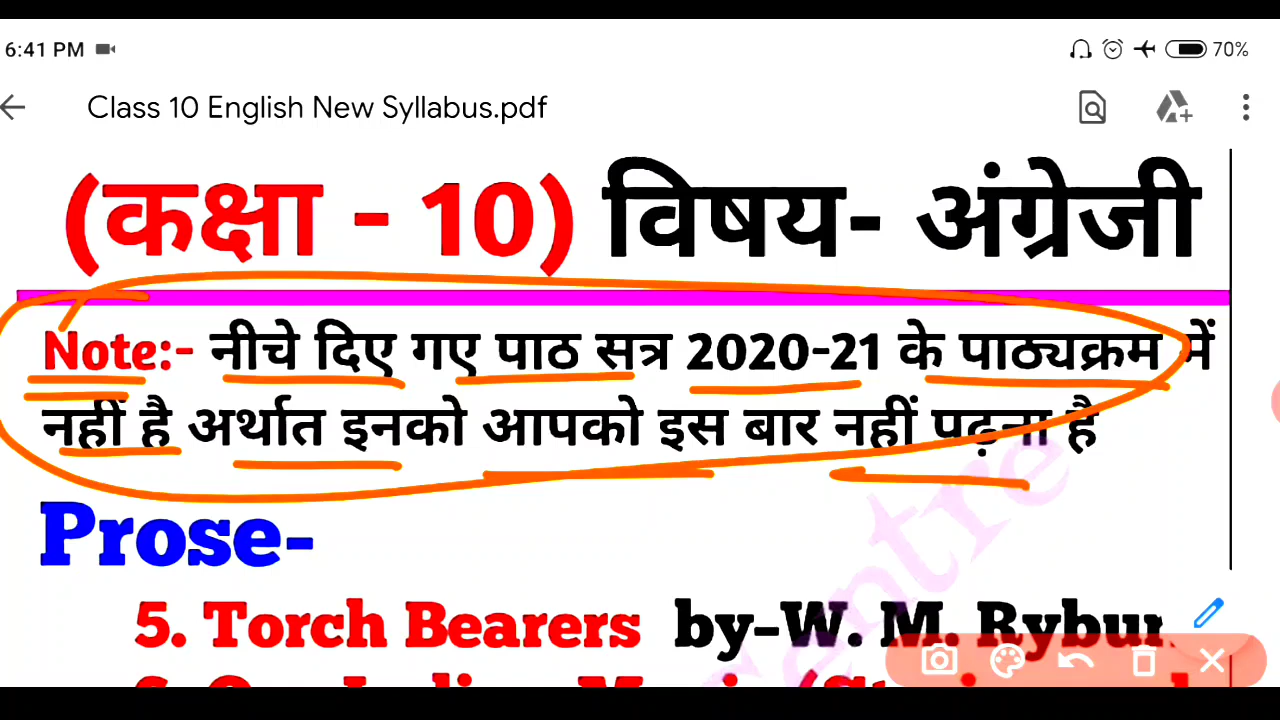 6:41 PM 70%
Class 10 English New Syllabus.pdf
(कक्षा - 10) विषय- अंग्रेजी
Note:- नीचे दिए गए पाठ सत्र 2020-21 के पाठ्यक्रम में
नहीं है अर्थात इनको आपको इस बार नहीं पढ़ना है
Prose-
5. Torch Bearers by-W. M.